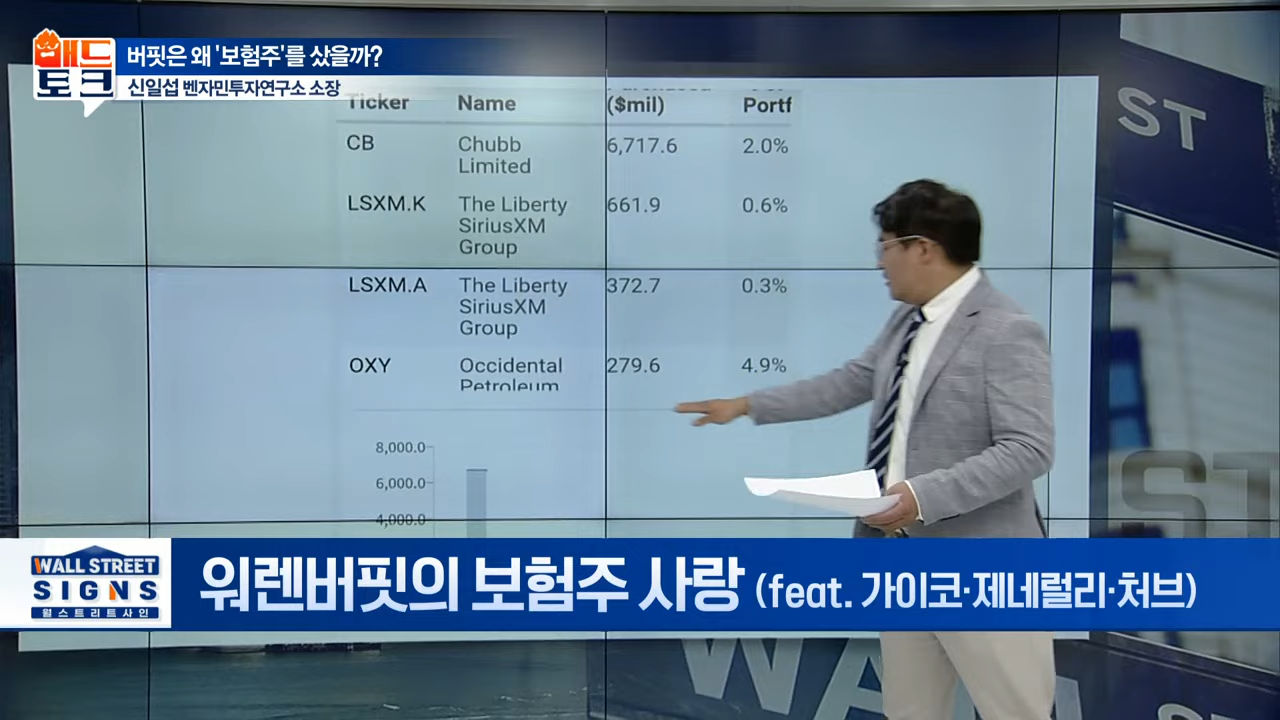 매드
토크
버핏은 왜 '보험주'를 샀을까?
신일섭 벤자민투자연구소 소장
Ticker Name ($mil) Portf
CB Chubb Limited 6,717.6 2.0%
LSXM.K The Liberty SiriusXM Group 661.9 0.6%
LSXM.A The Liberty SiriusXM Group 372.7 0.3%
OXY Occidental Petroleum 279.6 4.9%
8,000.0
6,000.0
4,000.0
ST
ST
WALL STREET
SIGNS
월스트리트사인
워렌버핏의 보험주 사랑 (feat. 가이코·제네럴리·처브)
ST